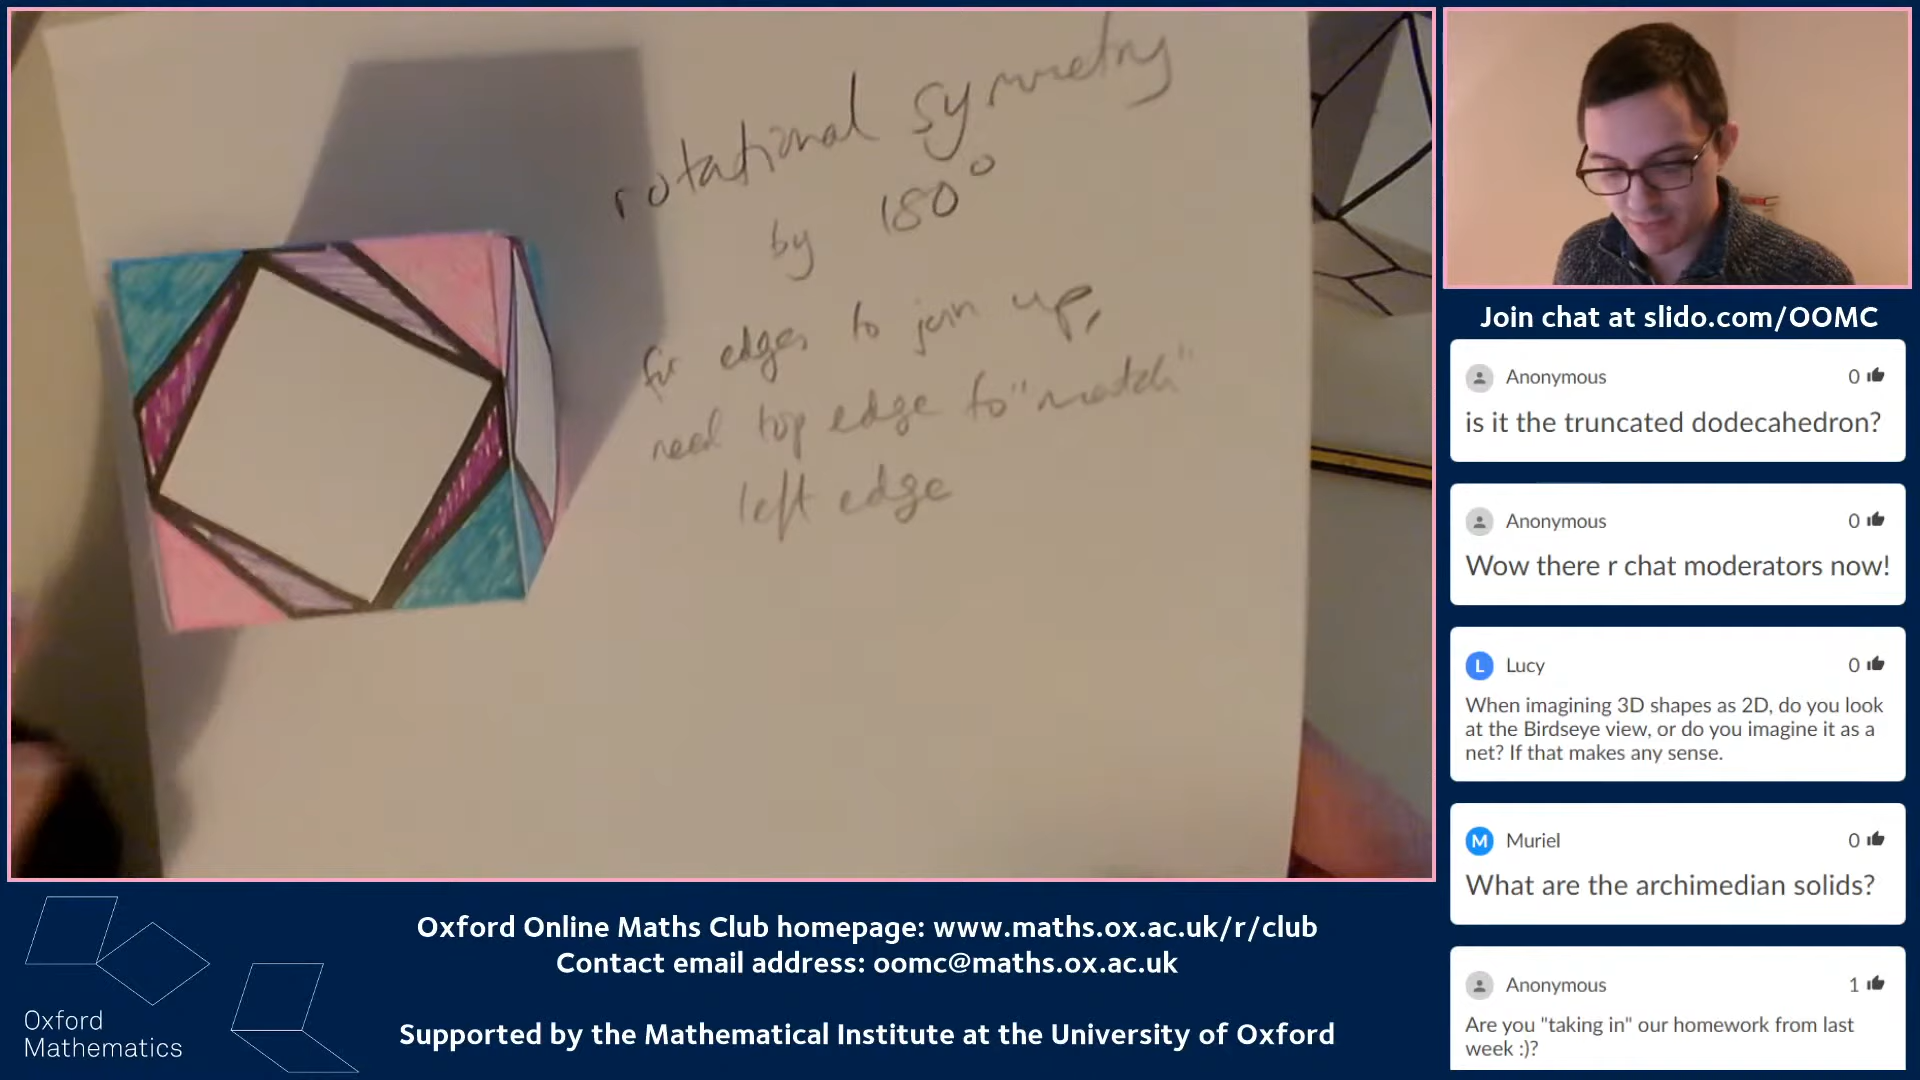 rotational symmetry
by 180°
for edges to join up,
need top edge to "match"
left edge
Join chat at slido.com/OOMC
Anonymous
0
is it the truncated dodecahedron?
Anonymous
0
Wow there r chat moderators now!
L Lucy
0
When imagining 3D shapes as 2D, do you look
at the Birdseye view, or do you imagine it as a
net? If that makes any sense.
M Muriel
0
What are the archimedian solids?
Anonymous
1
Are you "taking in" our homework from last
week :)?
Oxford Online Maths Club homepage: www.maths.ox.ac.uk/r/club
Contact email address: oomc@maths.ox.ac.uk
Supported by the Mathematical Institute at the University of Oxford
Oxford
Mathematics